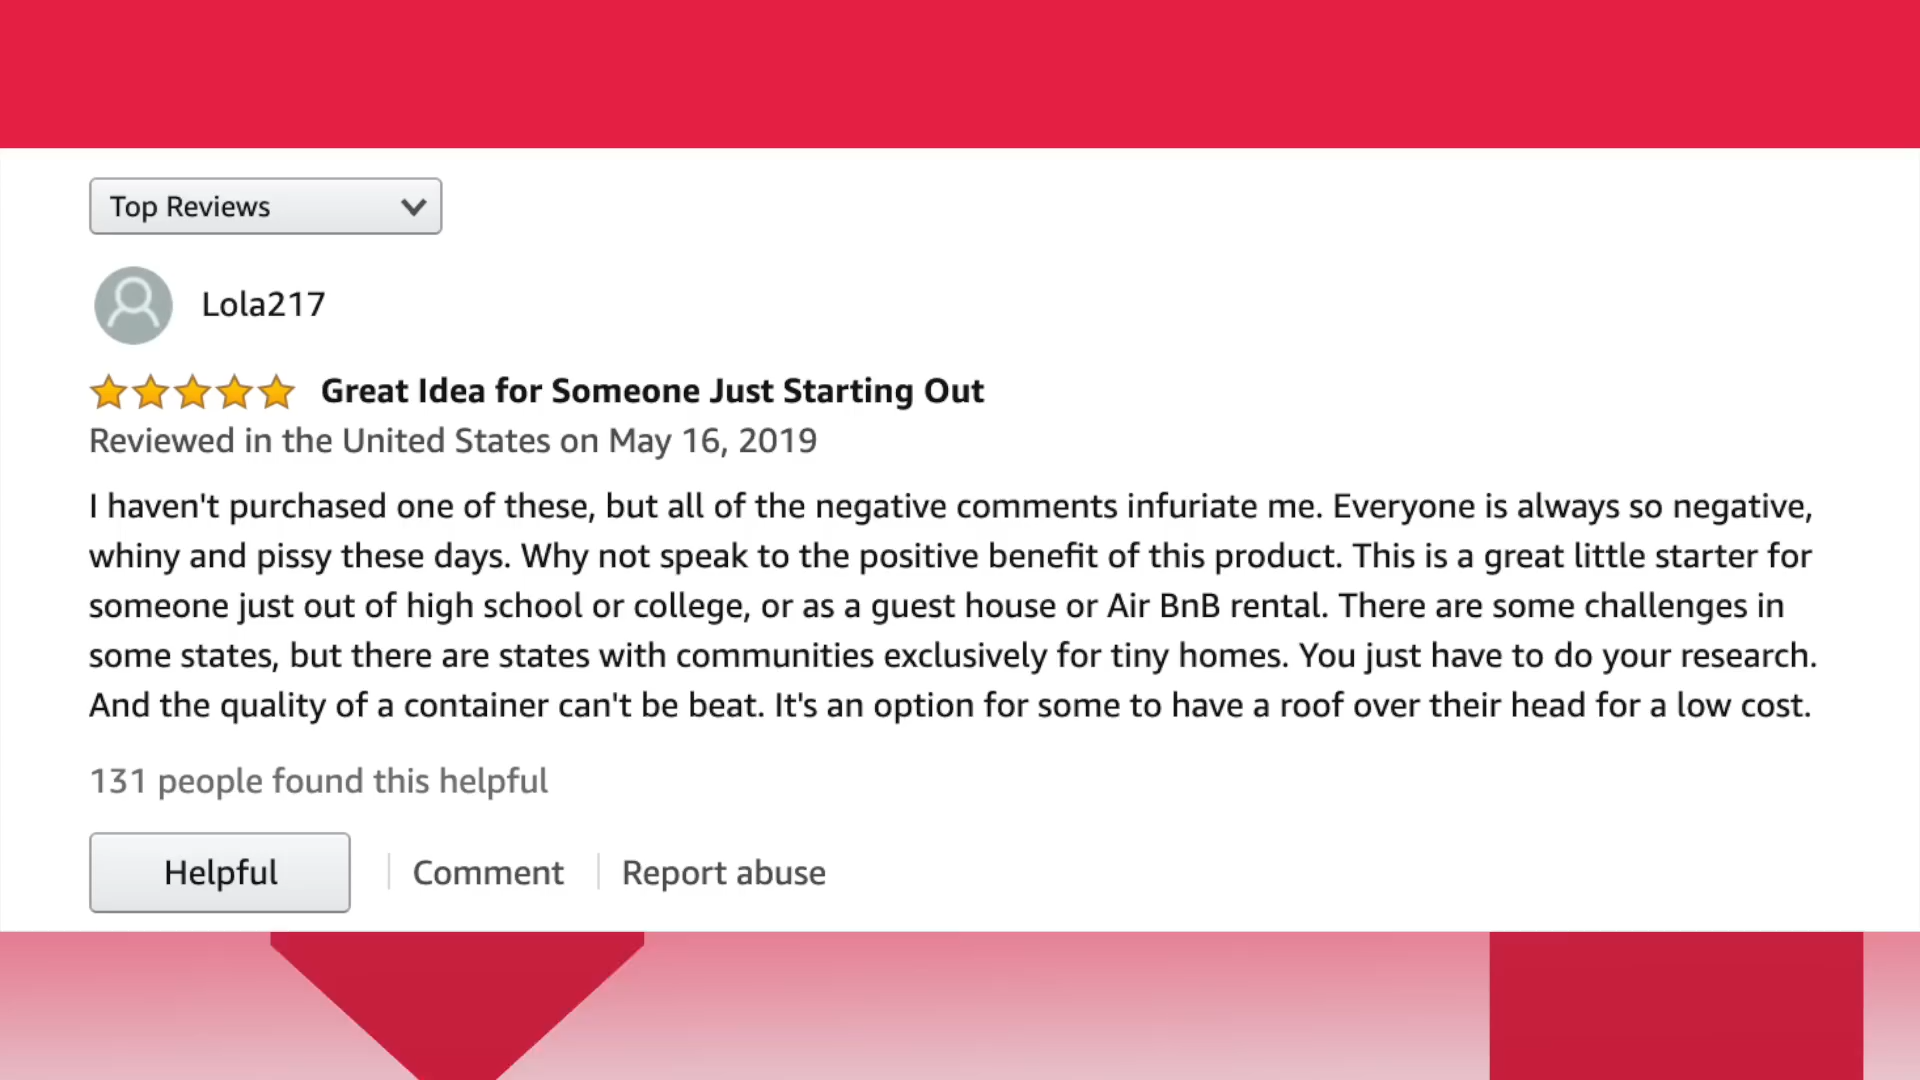 Top Reviews
Lola217
Great Idea for Someone Just Starting Out
Reviewed in the United States on May 16, 2019
I haven't purchased one of these, but all of the negative comments infuriate me. Everyone is always so negative,
whiny and pissy these days. Why not speak to the positive benefit of this product. This is a great little starter for
someone just out of high school or college, or as a guest house or Air BnB rental. There are some challenges in
some states, but there are states with communities exclusively for tiny homes. You just have to do your research.
And the quality of a container can't be beat. It's an option for some to have a roof over their head for a low cost.
131 people found this helpful
Helpful
Comment
Report abuse